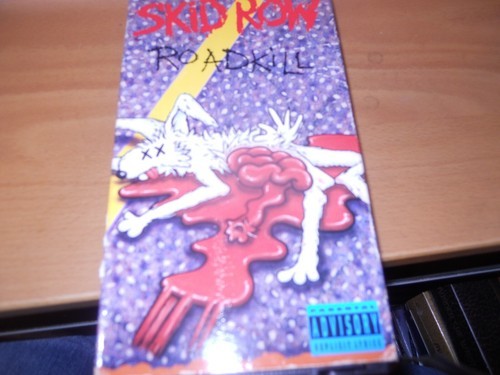 SKID ROW
ROADKILL
PARENTAL
ADVISORY
EXPLICIT LYRICS